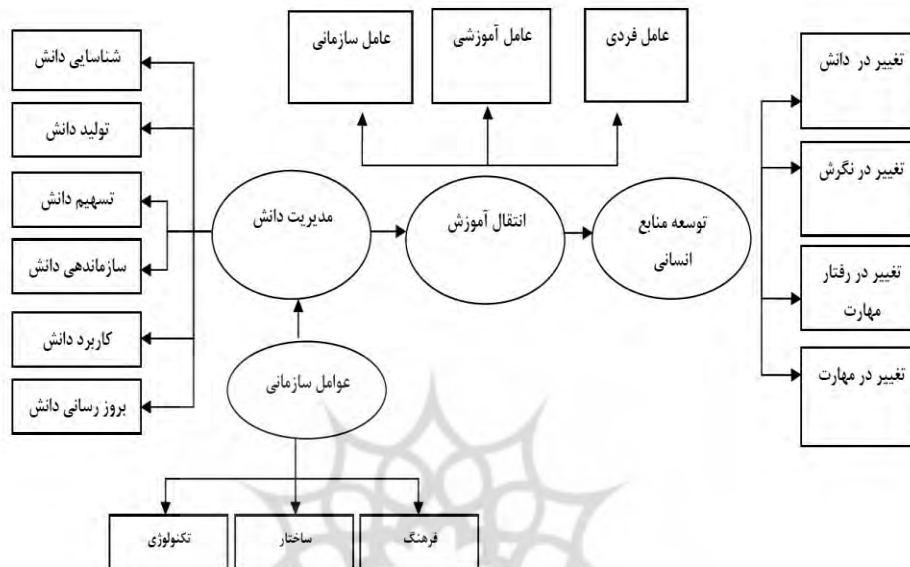 عامل فردی
عامل آموزشی
عامل سازمانی
شناسایی دانش
تولید دانش
تسهیم دانش
سازماندهی دانش
کاربرد دانش
بروز رسانی دانش
مدیریت دانش
انتقال آموزش
توسعه منابع
انسانی
تغییر در دانش
تغییر در نگرش
تغییر در رفتار
مهارت
تغییر در مهارت
عوامل سازمانی
فرهنگ
ساختار
تکنولوژی